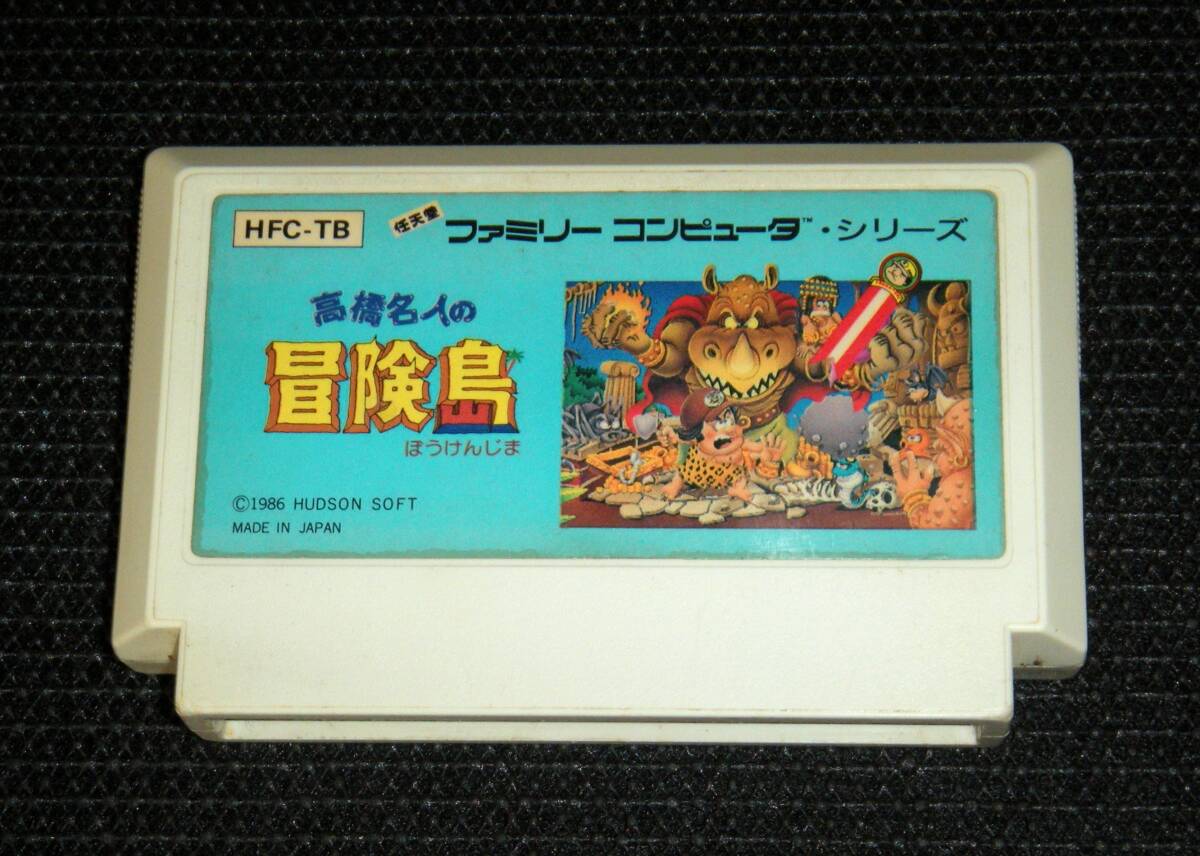 HFC-TB
任天堂 ファミリーコンピュータ™・シリーズ
高橋名人の
冒険島
ぼうけんじま
©1986 HUDSON SOFT
MADE IN JAPAN